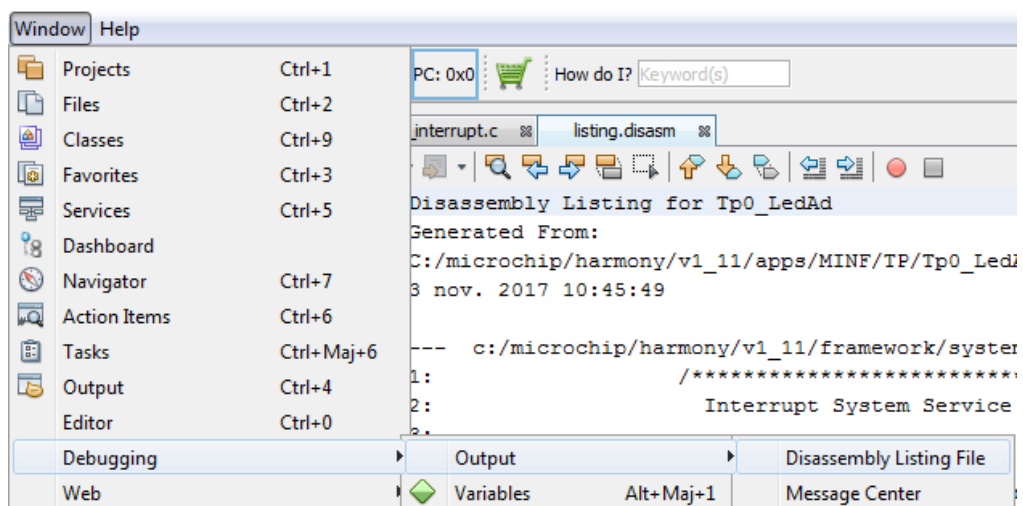 Window Help
Projects Ctrl+1
Files Ctrl+2
Classes Ctrl+9
Favorites Ctrl+3
Services Ctrl+5
Dashboard
Navigator Ctrl+7
Action Items Ctrl+6
Tasks Ctrl+Maj+6
Output Ctrl+4
Editor Ctrl+0
Debugging
Web
PC: 0x0 How do I? Keyword(s)
_interrupt.c listing.disasm
Disassembly Listing for Tp0_LedAd
Generated From:
C:/microchip/harmony/v1_11/apps/MINF/TP/Tp0_Led
3 nov. 2017 10:45:49
--- c:/microchip/harmony/v1_11/framework/system
1: /**************************
2: Interrupt System Service
Output
Variables Alt+Maj+1
Disassembly Listing File
Message Center